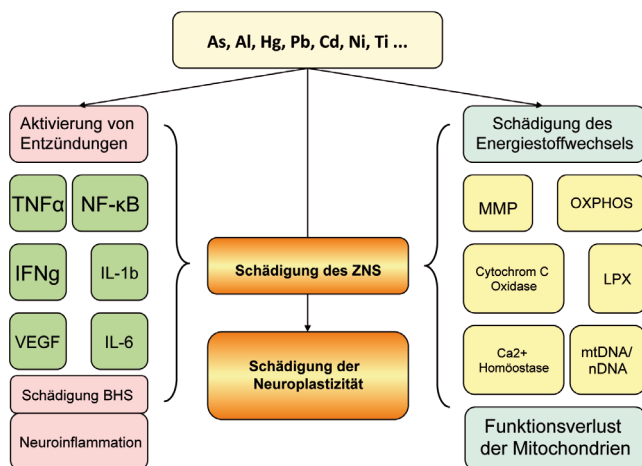 As, Al, Hg, Pb, Cd, Ni, Ti ...
Aktivierung von
Entzündungen
TNFα
NF-κB
IFNg
IL-1b
VEGF
IL-6
Schädigung BHS
Neuroinflammation
Schädigung des ZNS
Schädigung der
Neuroplastizität
Schädigung des
Energiestoffwechsels
MMP
OXPHOS
Cytochrom C
Oxidase
LPX
Ca2+
Homöostase
mtDNA/
nDNA
Funktionsverlust
der Mitochondrien